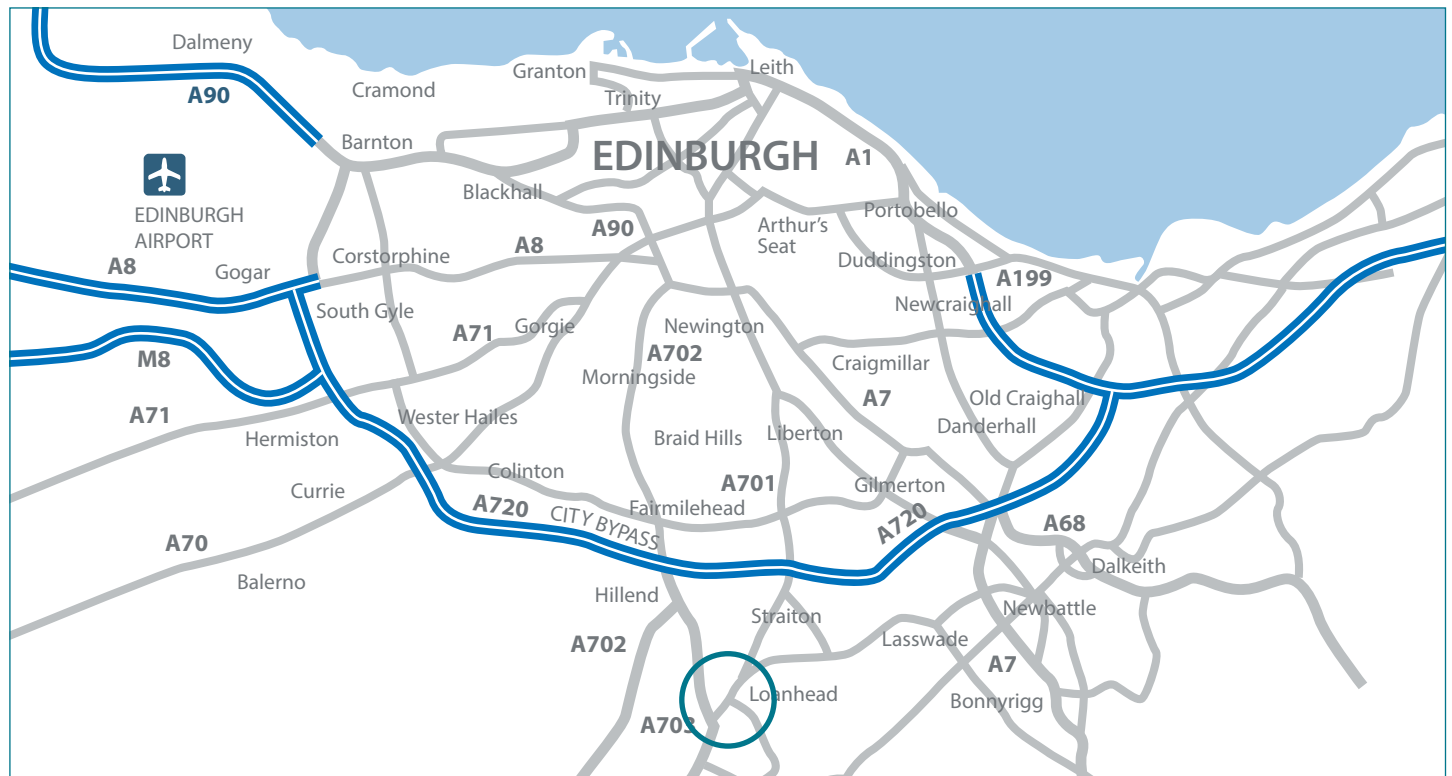 Dalmeny
A90
Cramond
Granton
Leith
Trinity
Barnton
EDINBURGH
A1
Blackhall
EDINBURGH
AIRPORT
A90
Arthur's
Seat
Portobello
A8
Gogar
Corstorphine
A8
Duddingston
A199
South Gyle
Newcraighall
M8
A71
Gorgie
Newington
A702
Morningside
Craigmillar
A7
Old Craighall
Danderhall
A71
Hermiston
Wester Hailes
Braid Hills
Liberton
Currie
Colinton
A701
Gilmerton
Fairmilehead
A720
CITY BYPASS
A720
A68
A70
Balerno
Dalkeith
Hillend
Straiton
Newbattle
A702
Lasswade
A7
Loanhead
Bonnyrigg
A703